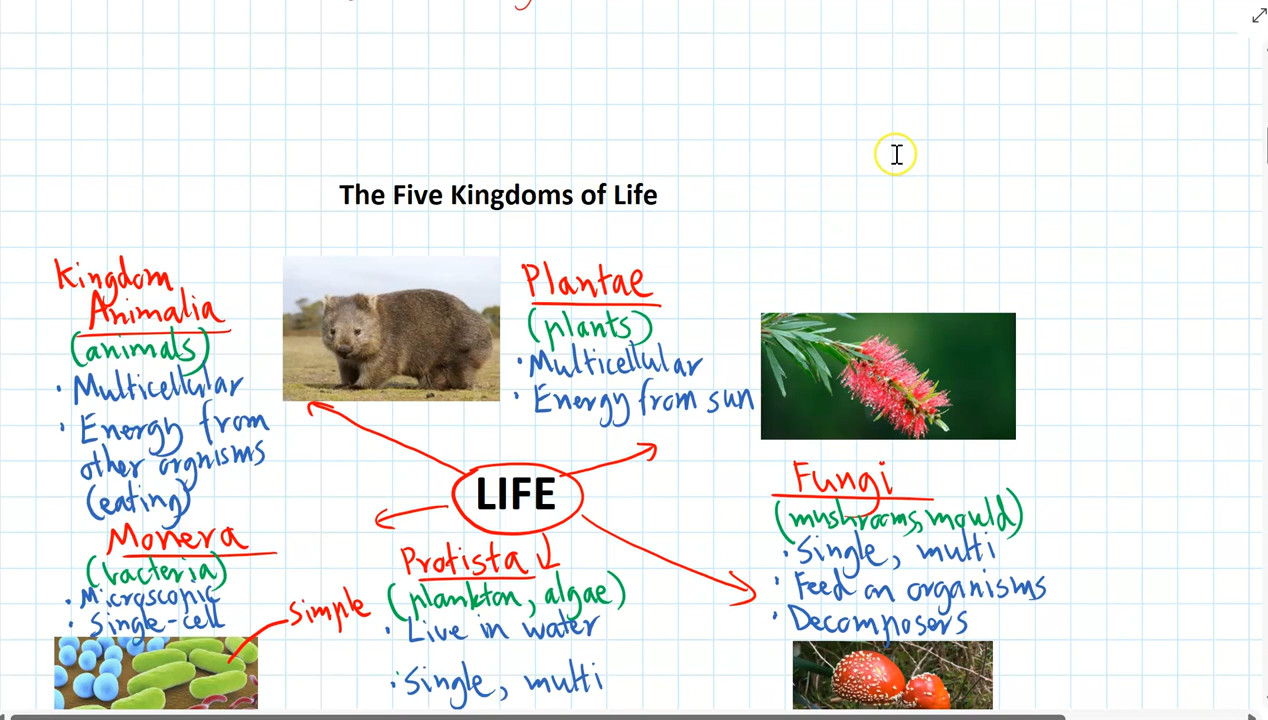 The Five Kingdoms of Life
Kingdom
Animalia
(animals)
• Multicellular
• Energy from
other orgnisms
(eating)
Plantae
(plants)
• Multicellular
• Energy from sun
LIFE
Fungi
(mushrooms, mould)
• Single, multi
• Feed on organisms
• Decomposers
Monera
(bacteria)
• Microscopic
• Single-cell
Simple
Protista
(plankton, algae)
• Live in water
• Single, multi